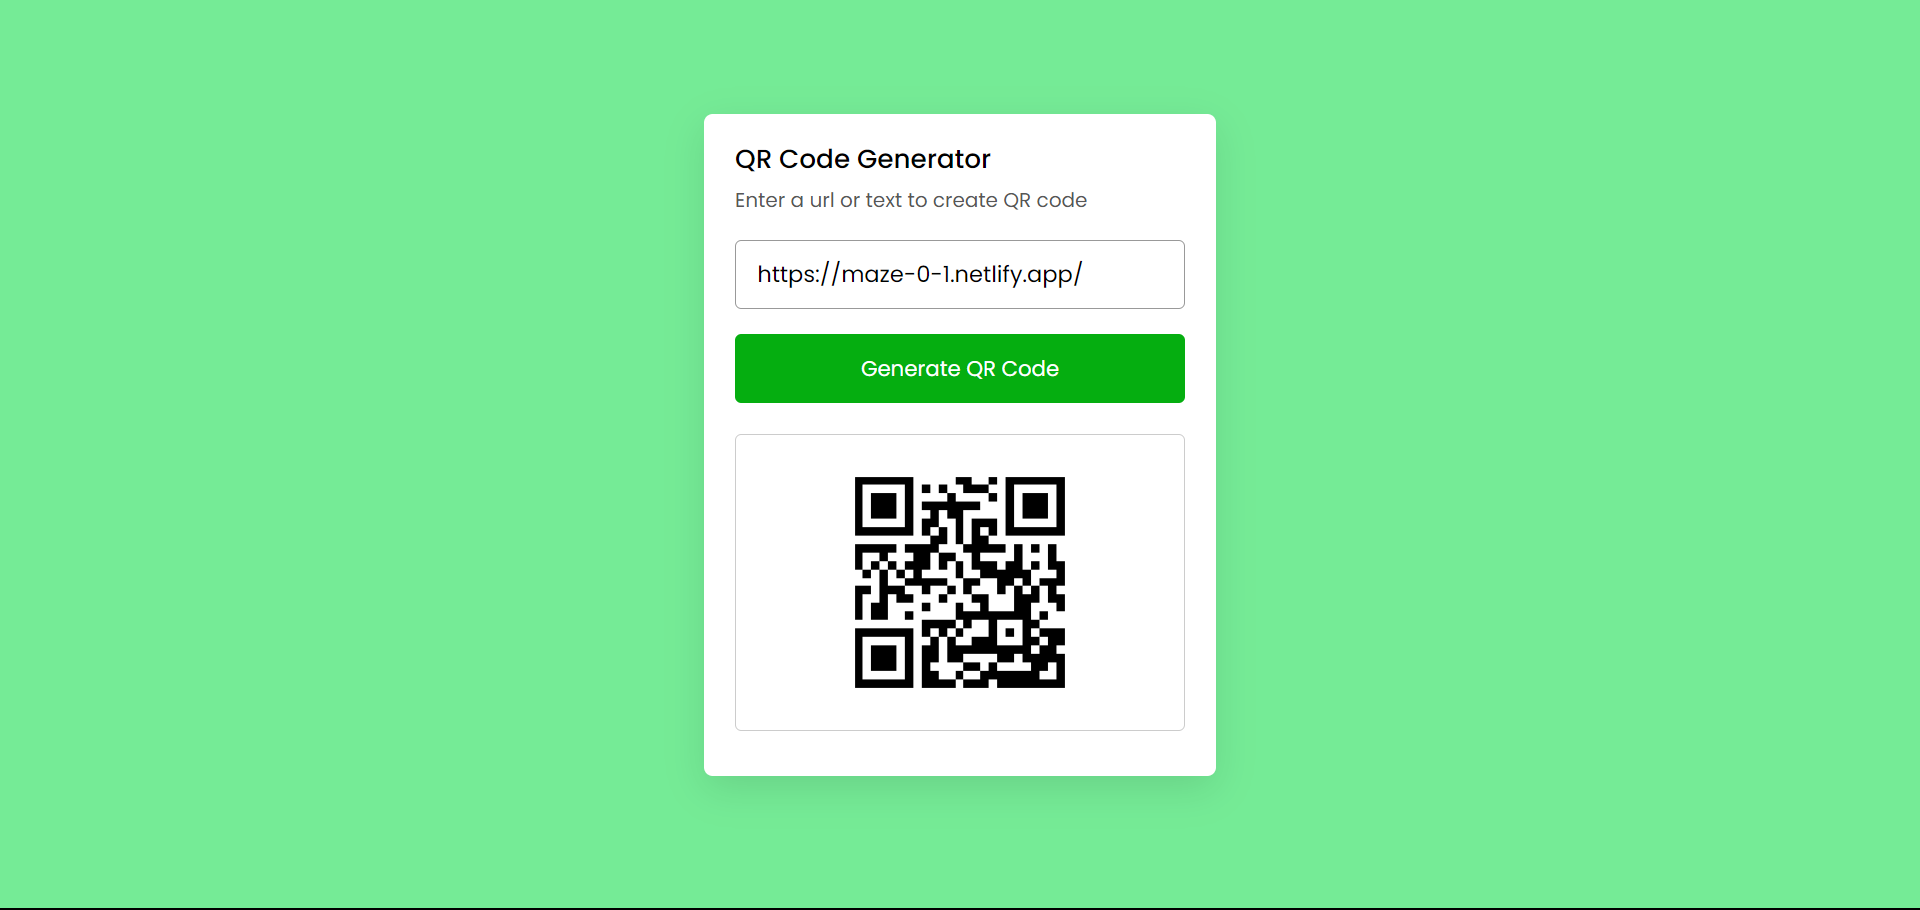 QR Code Generator
Enter a url or text to create QR code
https://maze-0-1.netlify.app/
Generate QR Code